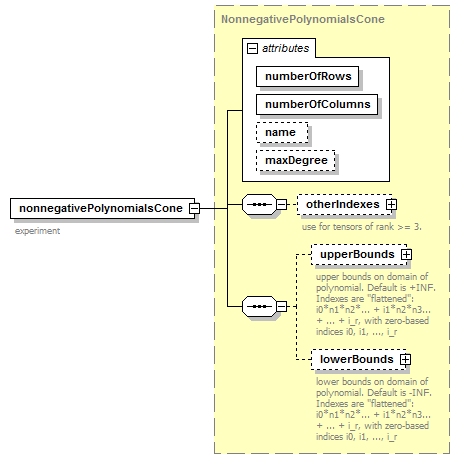 NonnegativePolynomialsCone
attributes
numberOfRows
numberOfColumns
name
maxDegree
nonnegativePolynomialsCone
experiment
otherIndexes
use for tensors of rank >= 3.
upperBounds
upper bounds on domain of
polynomial. Default is +INF.
Indexes are "flattened":
i0*n1*n2*... + i1*n2*n3...
+ ... + i_r, with zero-based
indices i0, i1, ..., i_r
lowerBounds
lower bounds on domain of
polynomial. Default is -INF.
Indexes are "flattened":
i0*n1*n2*... + i1*n2*n3...
+ ... + i_r, with zero-based
indices i0, i1, ..., i_r